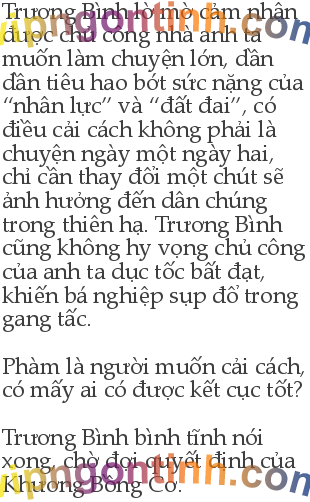 Trương Bình lờ mờ cảm nhận
được chủ công nhà anh ta
muốn làm chuyện lớn, dần
dần tiêu hao bớt sức nặng của
“nhân lực” và “đất đai”, có
điều cải cách không phải là
chuyện ngày một ngày hai,
chỉ cần thay đổi một chút sẽ
ảnh hưởng đến dân chúng
trong thiên hạ. Trương Bình
cũng không hy vọng chủ công
của anh ta dục tốc bất đạt,
khiến bá nghiệp sụp đổ trong
gang tấc.
Phàm là người muốn cải cách,
có mấy ai có được kết cục tốt?
Trương Bình bình tĩnh nói
xong, chờ đợi quyết định của
Khương Bồng Cơ.
vipngontinh.com
vipngontinh.com